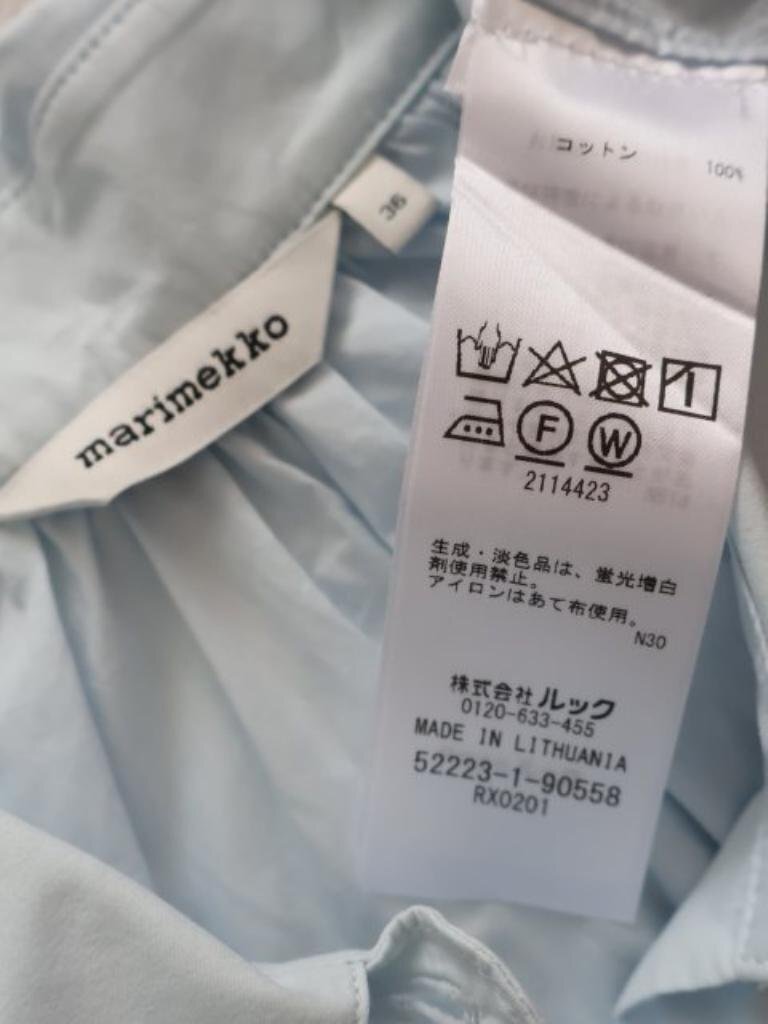 コットン 100%
36
marimekko
F W
2114423
生成・淡色品は、蛍光増白
剤使用禁止。
アイロンはあて布使用。
N30
株式会社ルック
0120-633-455
MADE IN LITHUANIA
52223-1-90558
RX0201